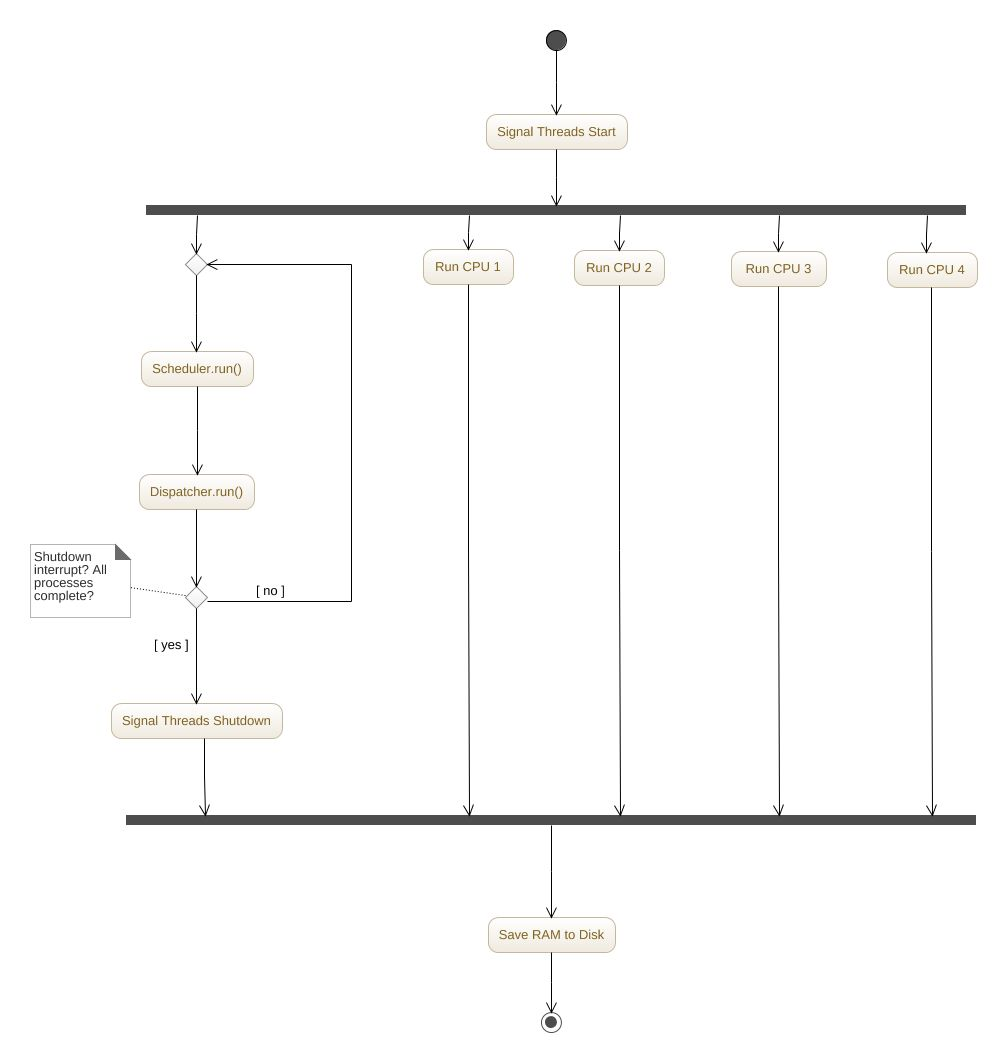 Signal Threads Start
Run CPU 1
Run CPU 2
Run CPU 3
Run CPU 4
Scheduler.run()
Dispatcher.run()
Shutdown
interrupt? All
processes
complete?
[ no ]
[ yes ]
Signal Threads Shutdown
Save RAM to Disk